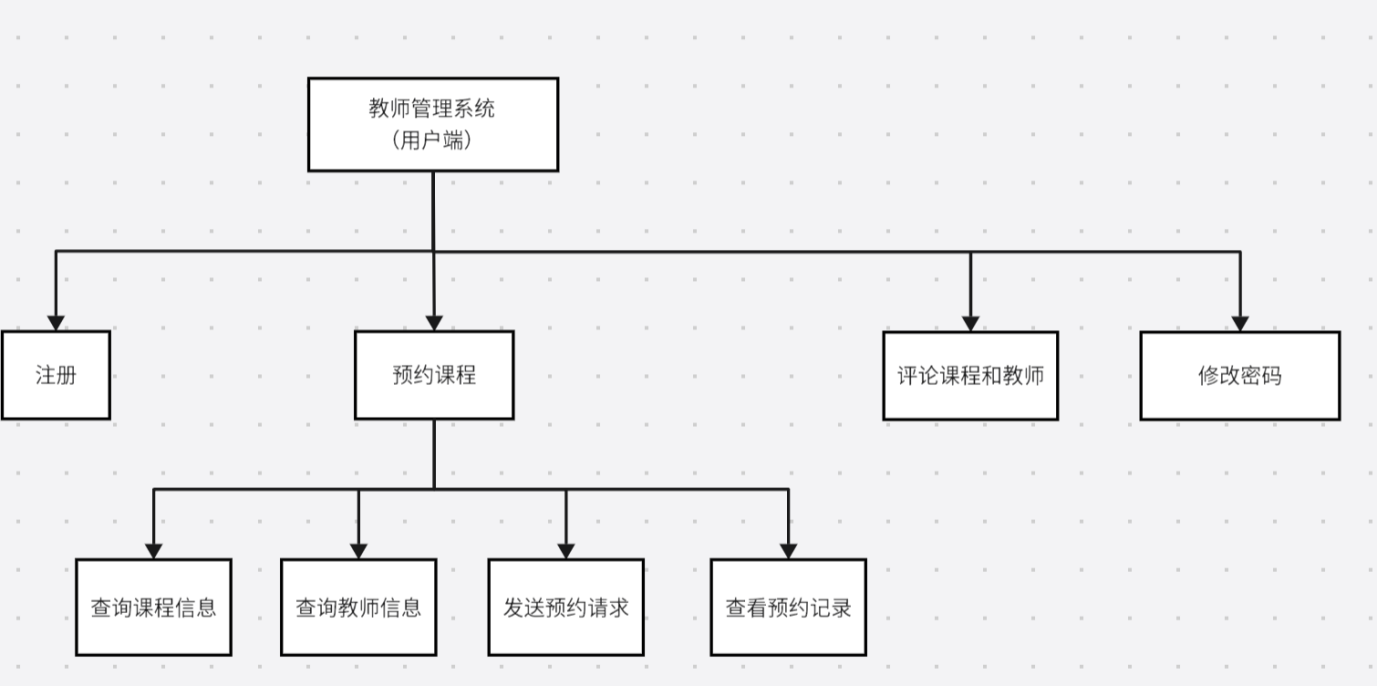 教师管理系统
（用户端）
注册
预约课程
评论课程和教师
修改密码
查询课程信息
查询教师信息
发送预约请求
查看预约记录